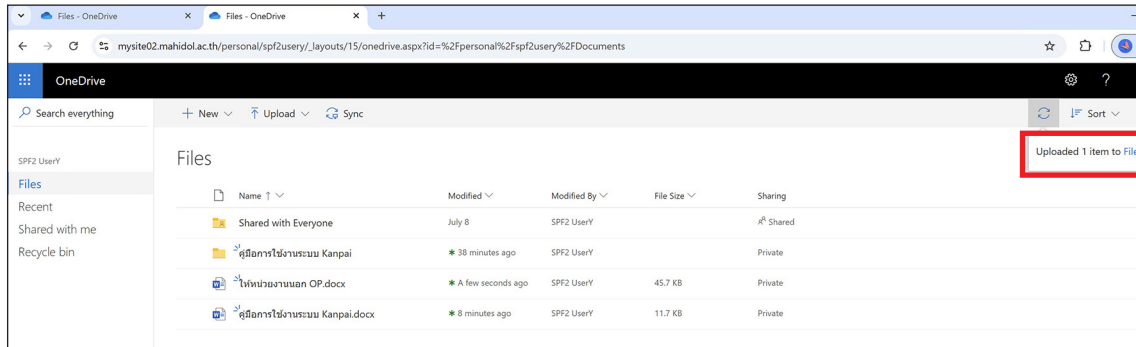 Files - OneDrive
Files - OneDrive
mysite02.mahidol.ac.th/personal/spf2usery/_layouts/15/onedrive.aspx?id=%2Fpersonal%2Fspf2usery%2FDocuments
OneDrive
Search everything
New Upload Sync
Sort
Uploaded 1 item to File
SPF2 UserY
Files
Recent
Shared with me
Recycle bin
Files
Name Modified Modified By File Size Sharing
Shared with Everyone July 8 SPF2 UserY Shared
คู่มือการใช้งานระบบ Kanpai 38 minutes ago SPF2 UserY Private
ให้หน่วยงานนอก OP.docx A few seconds ago SPF2 UserY 45.7 KB Private
คู่มือการใช้งานระบบ Kanpai.docx 8 minutes ago SPF2 UserY 11.7 KB Private